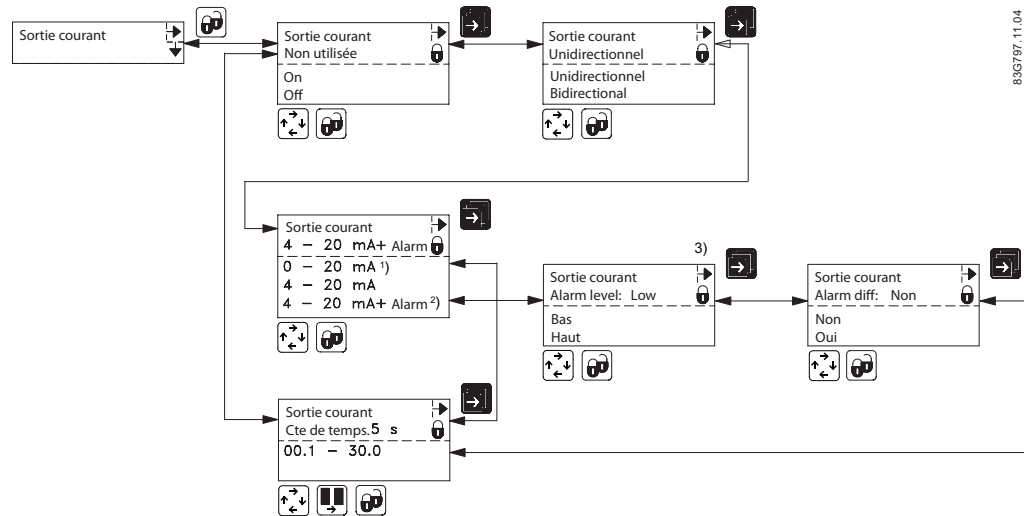 Sortie courant
Sortie courant
Non utilisée
On
Off
Sortie courant
Unidirectionnel
Unidirectionnel
Bidirectional
83G797.11.04
Sortie courant
4 – 20 mA+ Alarm
0 – 20 mA ¹)
4 – 20 mA
4 – 20 mA+ Alarm ²)
3)
Sortie courant
Alarm level: Low
Bas
Haut
Sortie courant
Alarm diff: Non
Non
Oui
Sortie courant
Cte de temps.5 s
00.1 – 30.0